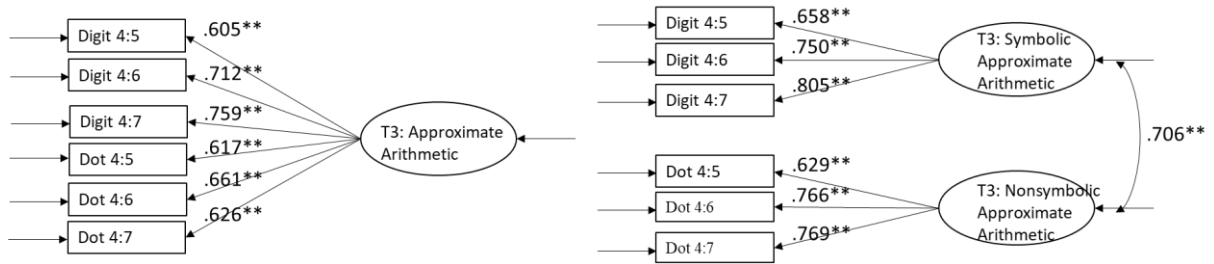 Digit 4:5
.605**
Digit 4:6
.712**
Digit 4:7
.759**
Dot 4:5
.617**
Dot 4:6
.661**
Dot 4:7
.626**
T3: Approximate
Arithmetic
Digit 4:5
.658**
Digit 4:6
.750**
Digit 4:7
.805**
T3: Symbolic
Approximate
Arithmetic
.706**
Dot 4:5
.629**
Dot 4:6
.766**
Dot 4:7
.769**
T3: Nonsymbolic
Approximate
Arithmetic